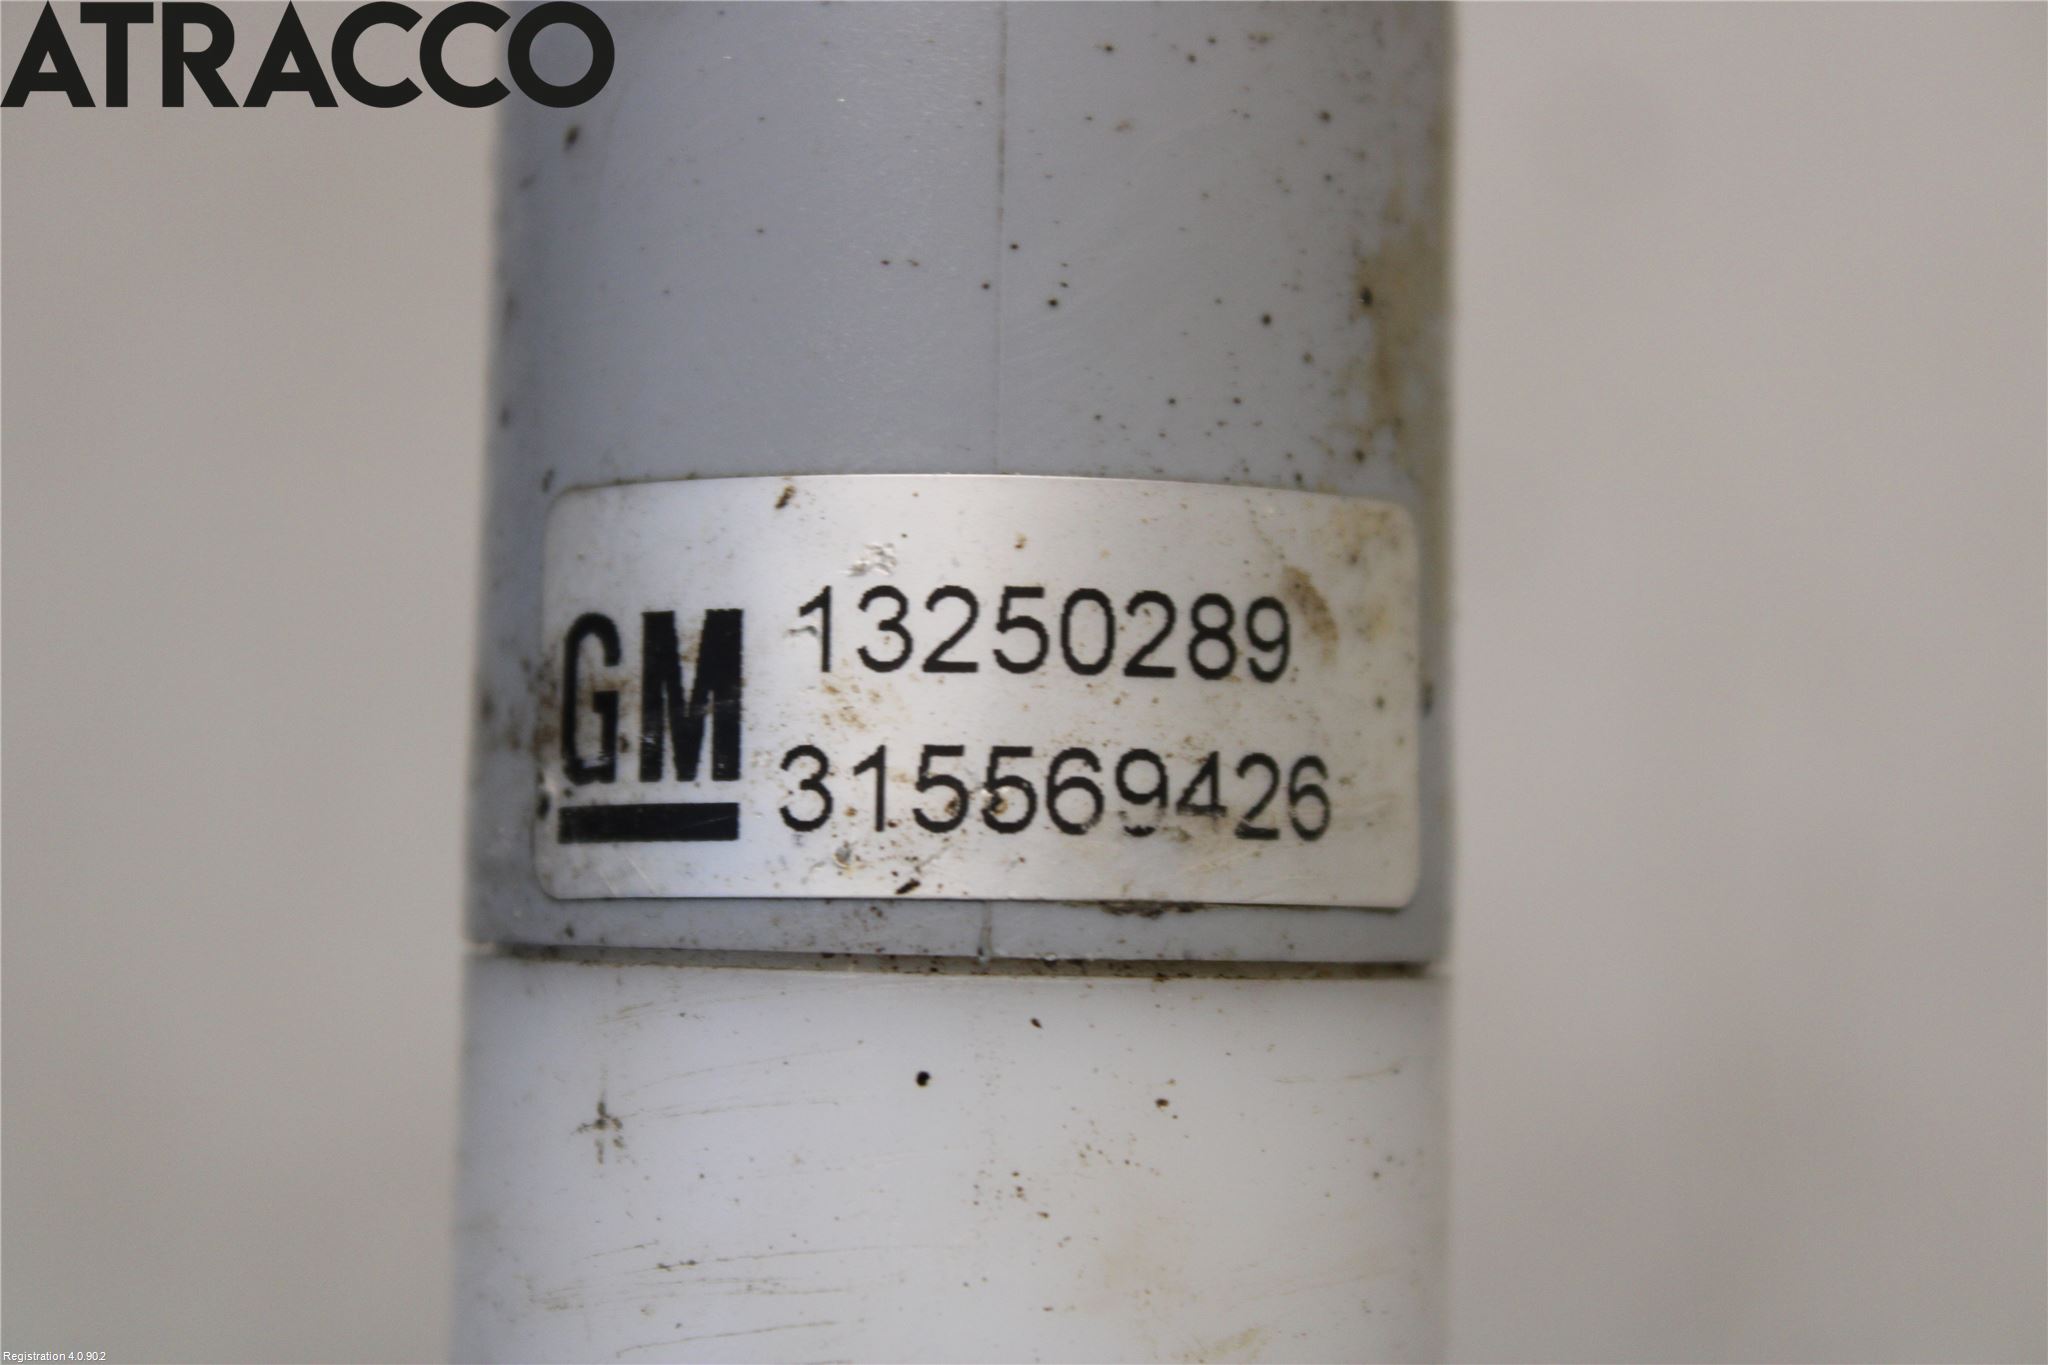 ATRACCO
GM
13250289
315569426
Registration 4.0.902